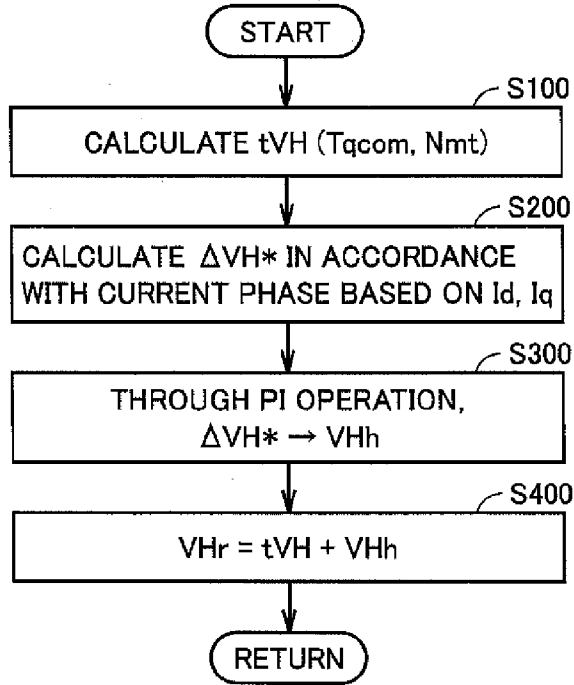 START
S100
CALCULATE tVH (Tqcom, Nmt)
S200
CALCULATE ΔVH* IN ACCORDANCE
WITH CURRENT PHASE BASED ON Id, Iq
S300
THROUGH PI OPERATION,
ΔVH* → VHh
S400
VHr = tVH + VHh
RETURN